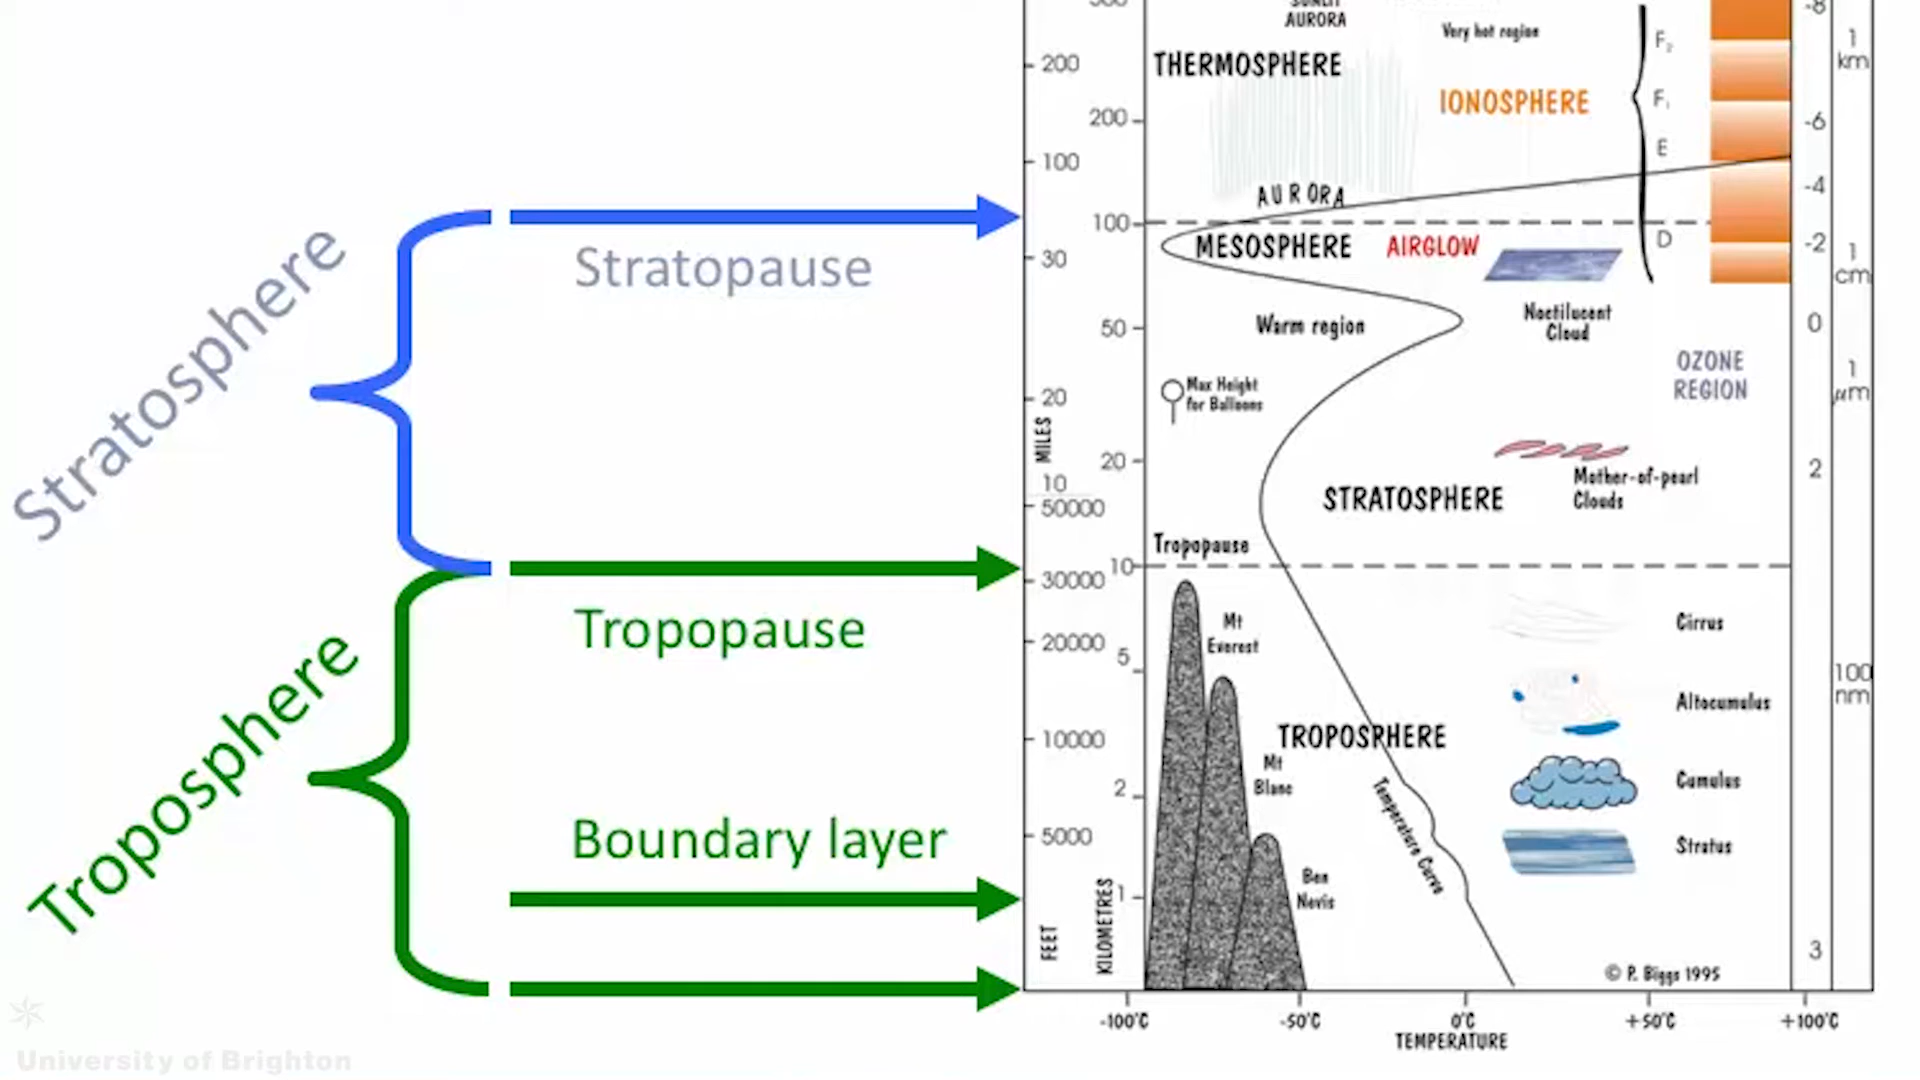 Stratosphere
Stratopause
Tropopause
Troposphere
Boundary layer
AURORA
Very hot region
THERMOSPHERE
IONOSPHERE
AURORA
MESOSPHERE
AIRGLOW
Warm region
Noctilucent
Cloud
OZONE
REGION
Max Height
for Balloons
Mother-of-pearl
Clouds
STRATOSPHERE
Tropopause
Mt
Everest
Cirrus
Altocumulus
TROPOSPHERE
Mt
Blanc
Cumulus
Temperature Curve
Stratus
Ben
Nevis
© P. Biggs 1995
200
100
30
20
MILES
10
50000
30000
20000
10000
5000
FEET
200
100
50
20
10
5
2
1
KILOMETRES
F₂
F₁
E
D
-8
-6
-4
-2
0
2
3
1
km
1
cm
1
μm
100
nm
-100°C
-50°C
0°C
+50°C
+100°C
TEMPERATURE
University of Brighton